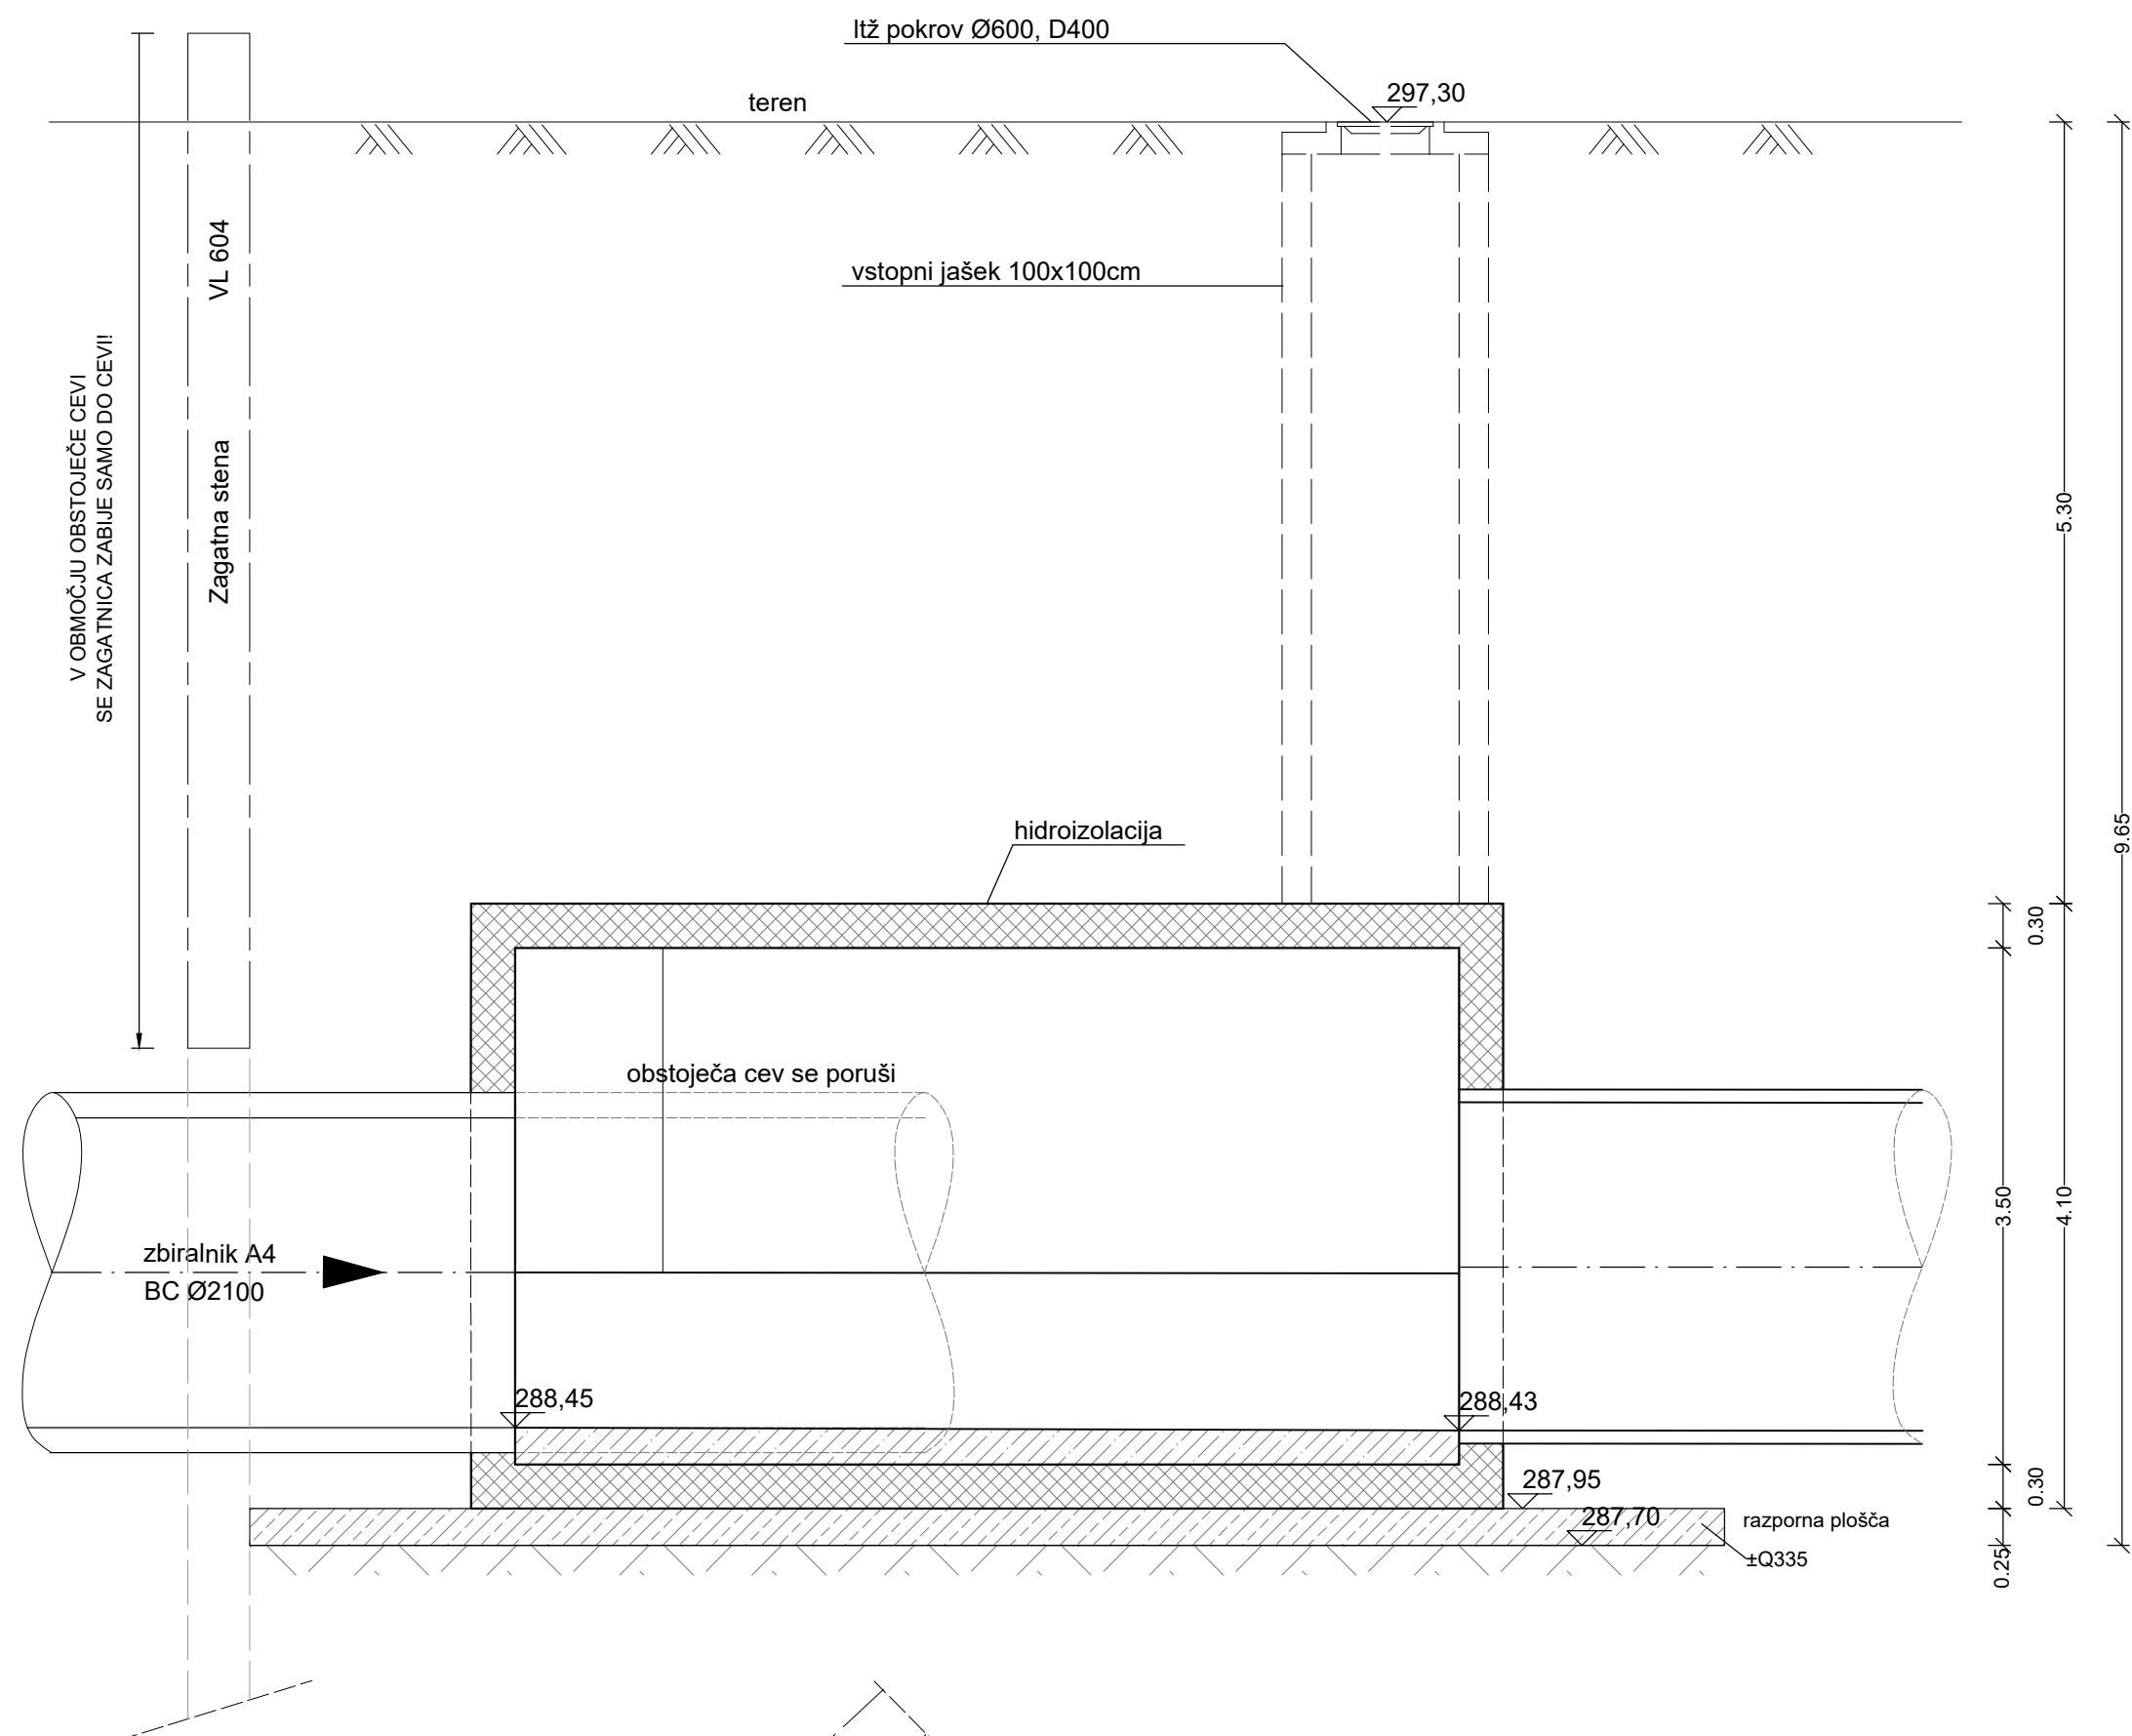 ltž pokrov Ø600, D400
297,30
teren
VL 604
vstopni jašek 100x100cm
V OBMOČJU OBSTOJEČE CEVI
SE ZAGATNICA ZABIJE SAMO DO CEVI!
Zagatna stena
5.30
9.65
hidroizolacija
0.30
obstoječa cev se poruši
3.50
4.10
zbiralnik A4
BC Ø2100
288,45
288,43
287,95
0.30
287,70
razporna plošča
±Q335
0.25